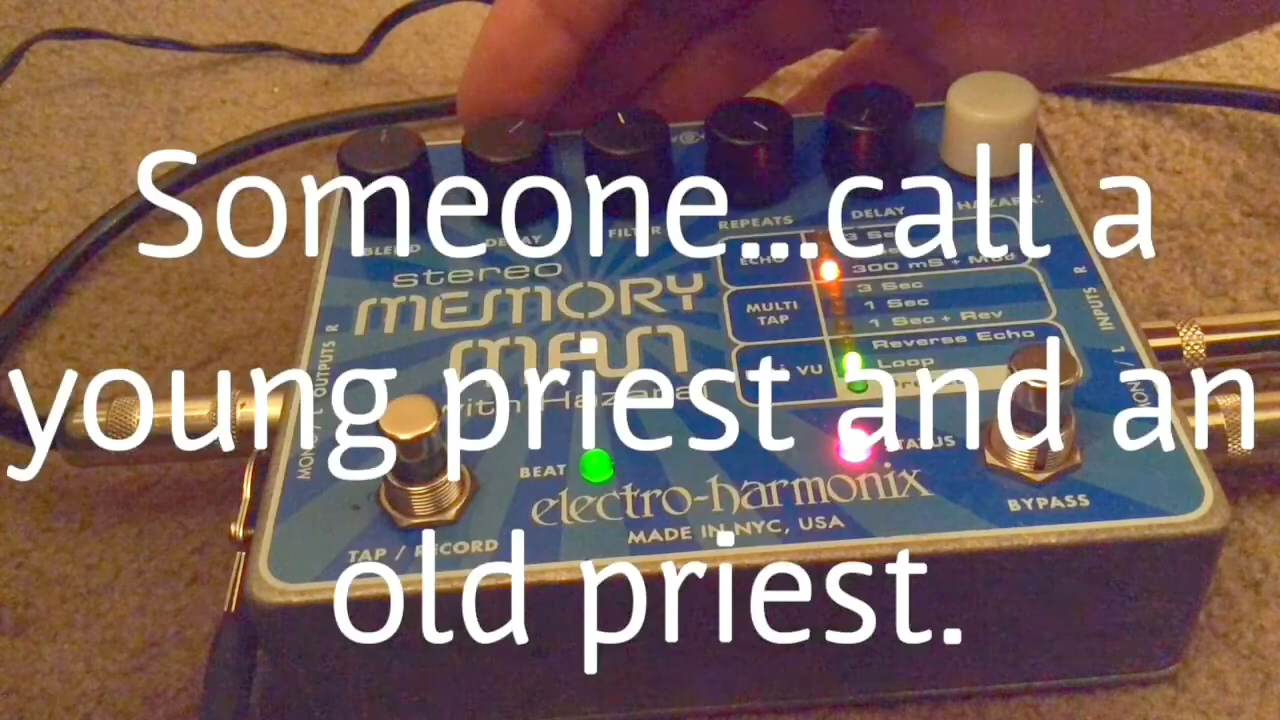 Someone...call a
young priest and an
old priest.
BLEND
DELAY
FILTER
REPEATS
DELAY
stereo
MEMORY
MAN
with Hazarai
ECHO
300 mS + Mod
MULTI
TAP
3 Sec
1 Sec
1 Sec + Rev
VU
Reverse Echo
Loop
OUTPUTS R
INPUTS R
BEAT
STATUS
electro-harmonix
MADE IN NYC, USA
TAP / RECORD
BYPASS